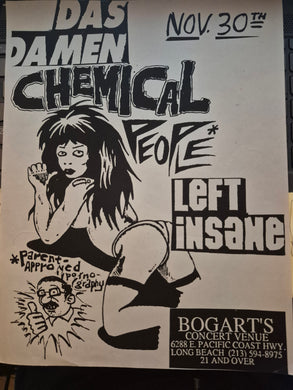 DAS
DAMEN
NOV. 30TH
CHEMICAL
PEOPLE*
LEFT
INSANE
*PARENT-
APPROVED
PORNO-
GRAPHY
BOGART'S
CONCERT VENUE
6288 E. PACIFIC COAST HWY.
LONG BEACH (213) 594-8975
21 AND OVER